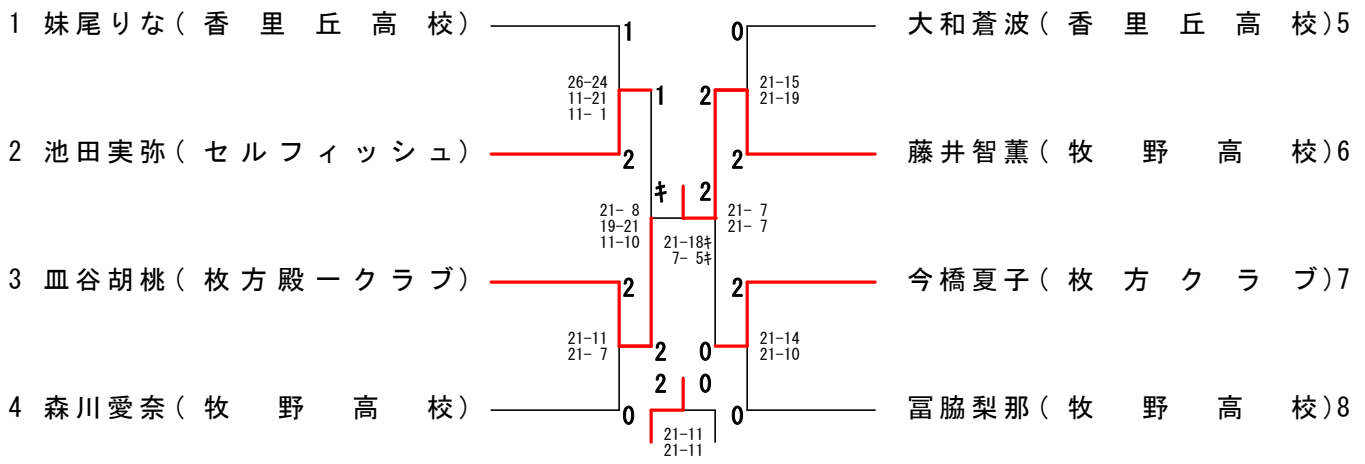 1 妹尾りな(香里丘高校)
1
0
大和蒼波(香里丘高校)5
26-24
11-21
11- 1
1
2
21-15
21-19
2 池田実弥(セルフィッシュ)
2
2
藤井智薫(牧野高校)6
キ
2
21- 8
19-21
11-10
21-18キ
7- 5キ
21- 7
21- 7
3 皿谷胡桃(枚方殿一クラブ)
2
2
今橋夏子(枚方クラブ)7
21-11
21- 7
2
0
21-14
21-10
2
0
4 森川愛奈(牧野高校)
0
0
冨脇梨那(牧野高校)8
21-11
21-11